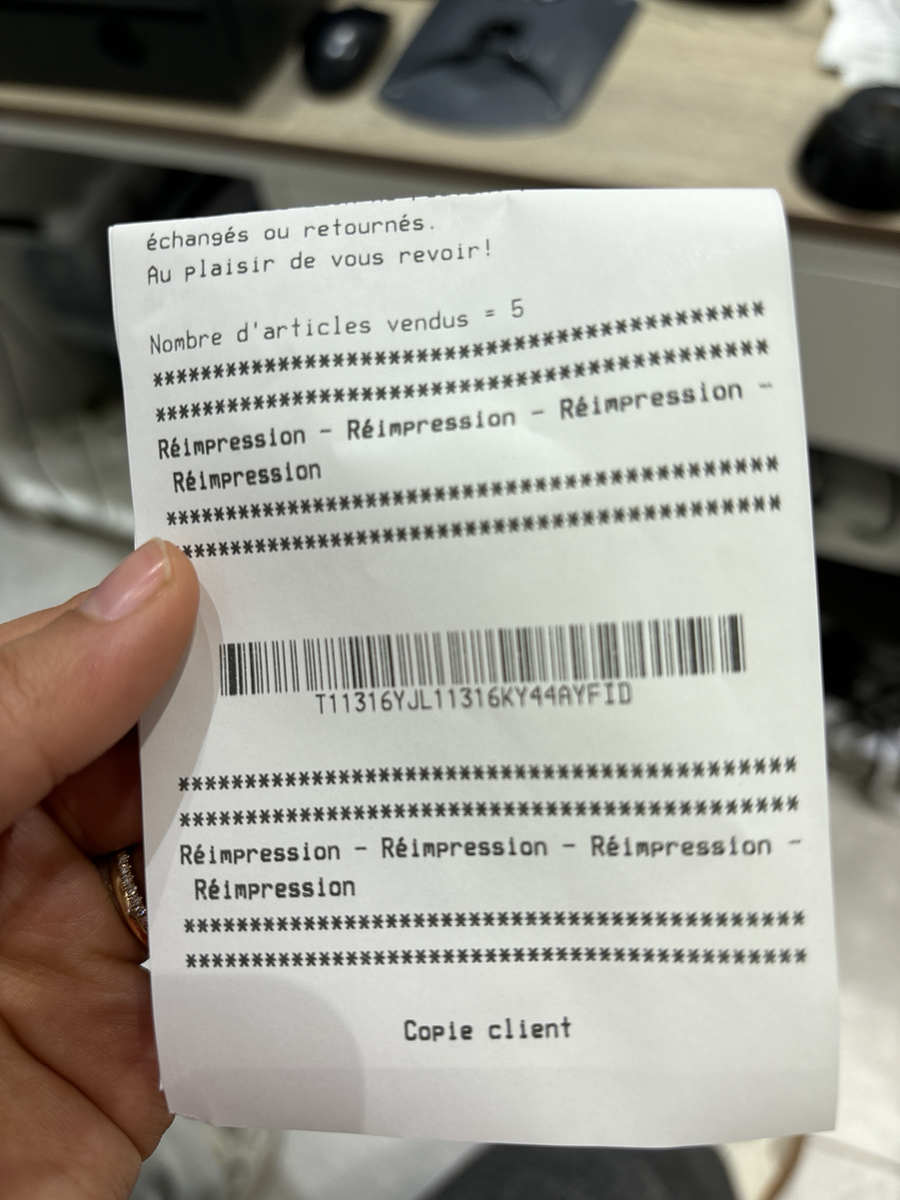 échangés ou retournés.
Au plaisir de vous revoir!
Nombre d'articles vendus = 5
******************************************
******************************************
Réimpression - Réimpression - Réimpression -
Réimpression
******************************************
******************************************
T11316YJL11316KY44AYFID
******************************************
******************************************
Réimpression - Réimpression - Réimpression -
Réimpression
******************************************
******************************************
Copie client